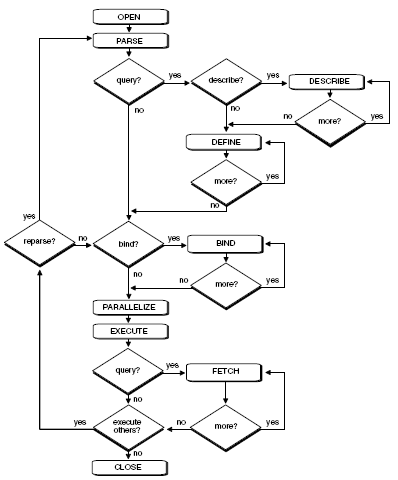 OPEN
PARSE
query?
yes
describe?
yes
DESCRIBE
no
no
no
more?
yes
DEFINE
more?
yes
no
yes
reparse?
no
bind?
yes
BIND
no
no
more?
yes
PARALLELIZE
EXECUTE
query?
yes
FETCH
no
yes
execute
others?
no
more?
yes
no
CLOSE